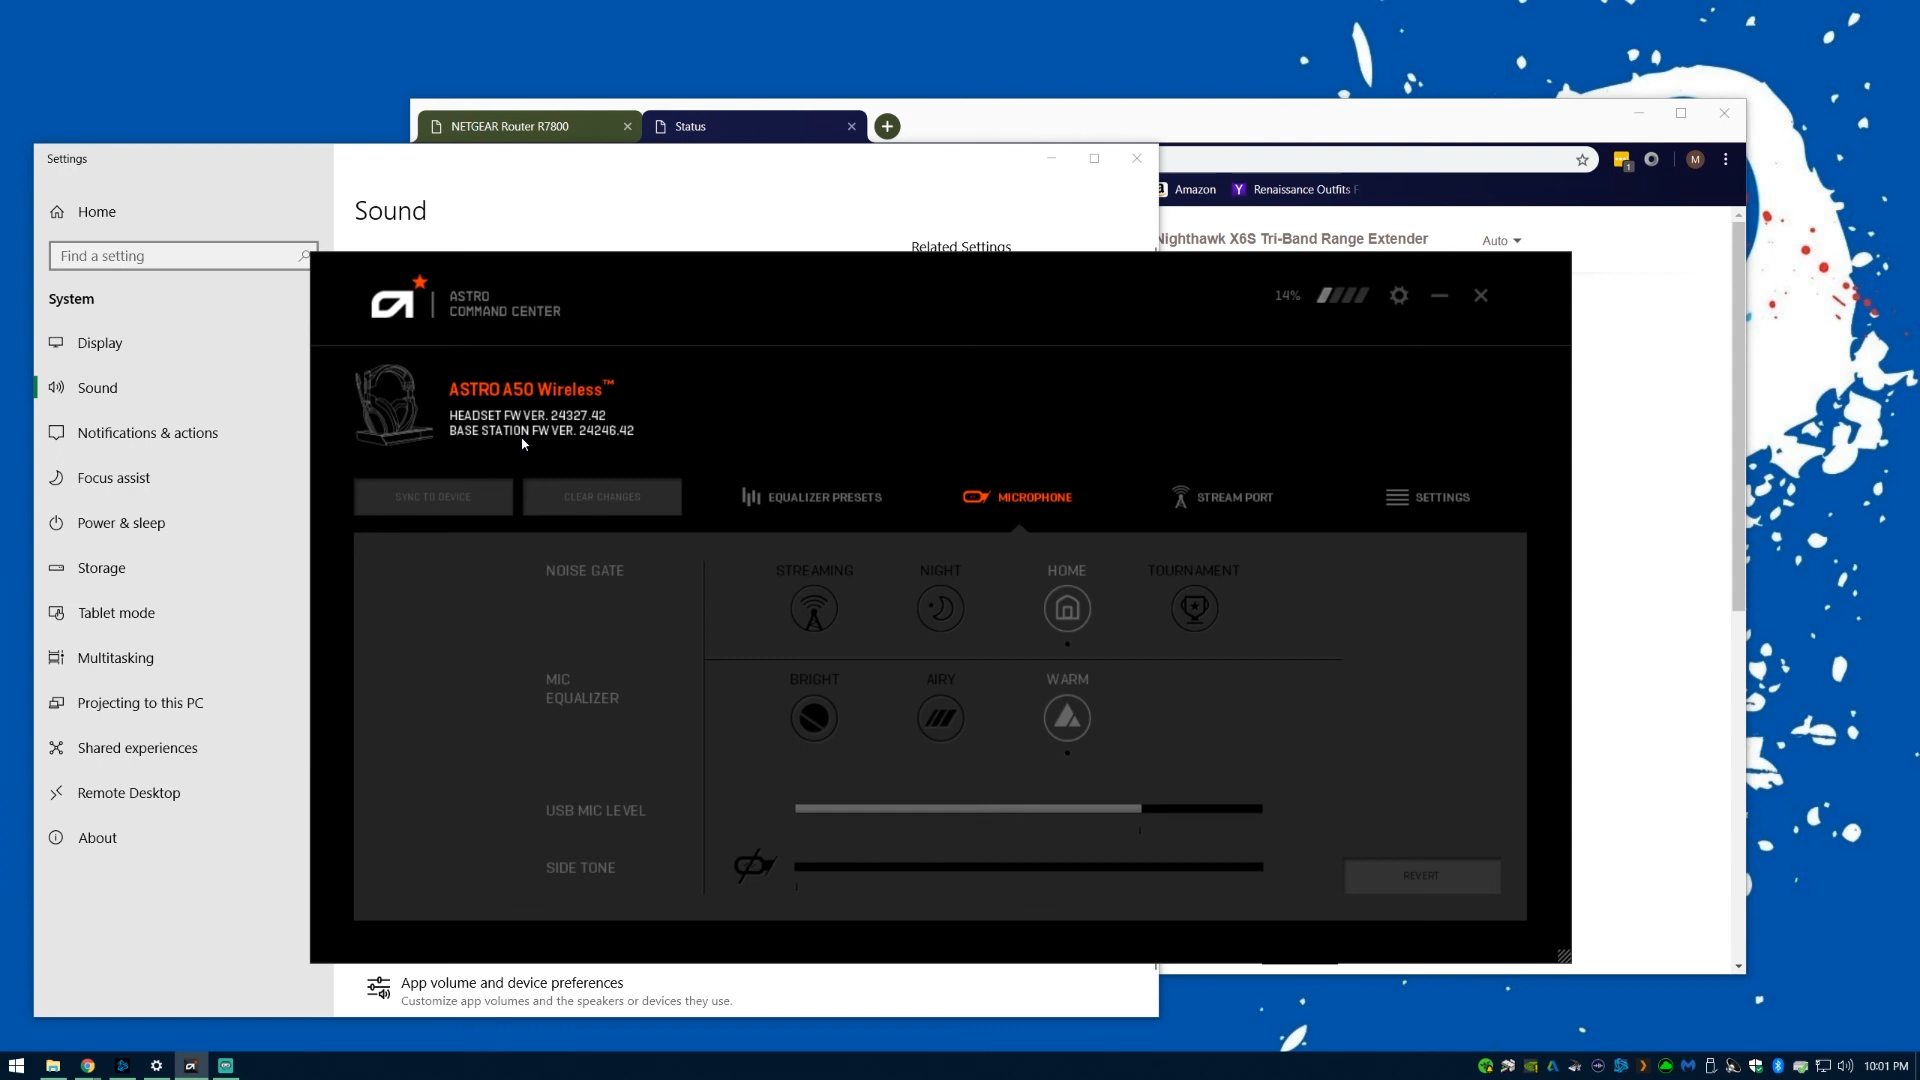 NETGEAR Router R7800
Status
Settings
M
1
Amazon
Renaissance Outfits
Home
Sound
Related Settings
Nighthawk X6S Tri-Band Range Extender
Auto
Find a setting
System
Display
Sound
Notifications & actions
Focus assist
Power & sleep
Storage
Tablet mode
Multitasking
Projecting to this PC
Shared experiences
Remote Desktop
About
ASTRO
COMMAND CENTER
14%
ASTRO A50 Wireless™
HEADSET FW VER. 24327.42
BASE STATION FW VER. 24246.42
SYNC TO DEVICE
CLEAR CHANGES
EQUALIZER PRESETS
MICROPHONE
STREAM PORT
SETTINGS
NOISE GATE
STREAMING
NIGHT
HOME
TOURNAMENT
MIC
EQUALIZER
BRIGHT
AIRY
WARM
USB MIC LEVEL
SIDE TONE
REVERT
App volume and device preferences
Customize app volumes and the speakers or devices they use.
10:01 PM